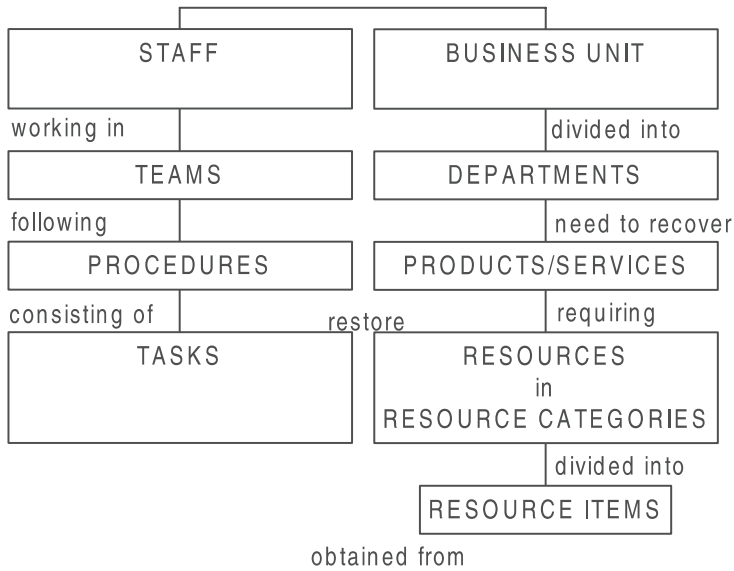 STAFF
BUSINESS UNIT
working in
divided into
TEAMS
DEPARTMENTS
following
need to recover
PROCEDURES
PRODUCTS/SERVICES
consisting of
restore
requiring
TASKS
RESOURCES
in
RESOURCE CATEGORIES
divided into
RESOURCE ITEMS
obtained from